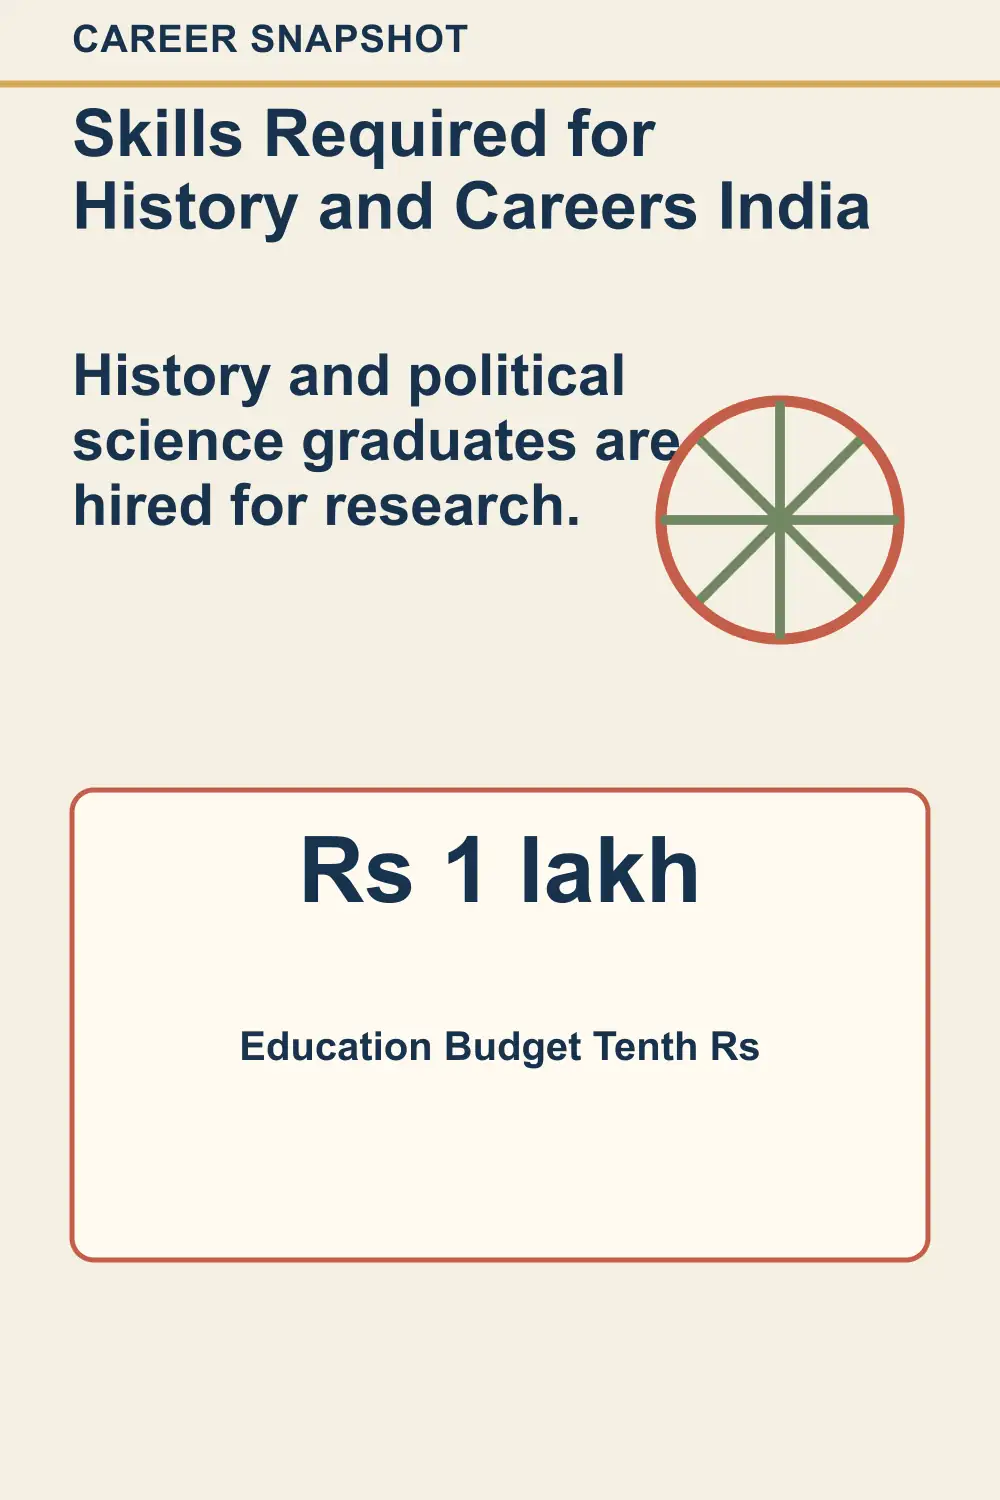 CAREER SNAPSHOT
Skills Required for
History and Careers India
History and political
science graduates are
hired for research.
Rs 1 lakh
Education Budget Tenth Rs